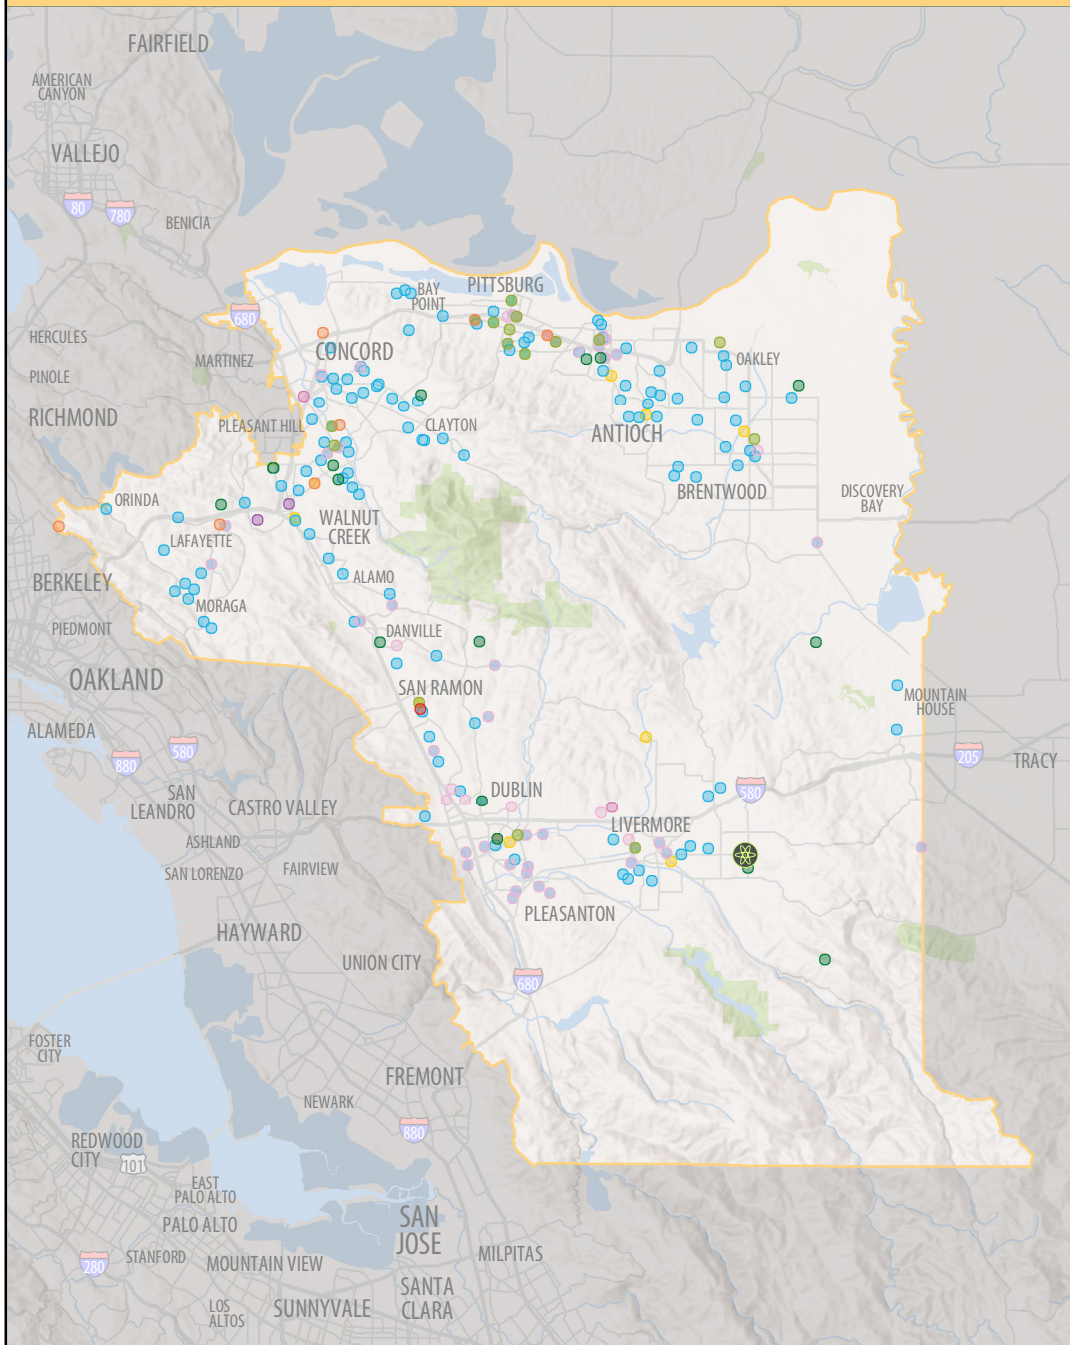 FAIRFIELD
AMERICAN
CANYON
VALLEJO
80
780
BENICIA
PITTSBURG
BAY
POINT
680
HERCULES
CONCORD
MARTINEZ
OAKLEY
PINOLE
RICHMOND
PLEASANT HILL
CLAYTON
ANTIOCH
BRENTWOOD
DISCOVERY
BAY
ORINDA
WALNUT
CREEK
LAFAYETTE
BERKELEY
ALAMO
MORAGA
PIEDMONT
DANVILLE
OAKLAND
SAN RAMON
MOUNTAIN
HOUSE
ALAMEDA
580
880
205
TRACY
SAN
LEANDRO
DUBLIN
580
CASTRO VALLEY
LIVERMORE
ASHLAND
FAIRVIEW
SAN LORENZO
PLEASANTON
HAYWARD
UNION CITY
680
FOSTER
CITY
FREMONT
NEWARK
880
REDWOOD
CITY
101
EAST
PALO ALTO
PALO ALTO
SAN
JOSE
STANFORD
MOUNTAIN VIEW
MILPITAS
280
SANTA
CLARA
LOS
ALTOS
SUNNYVALE